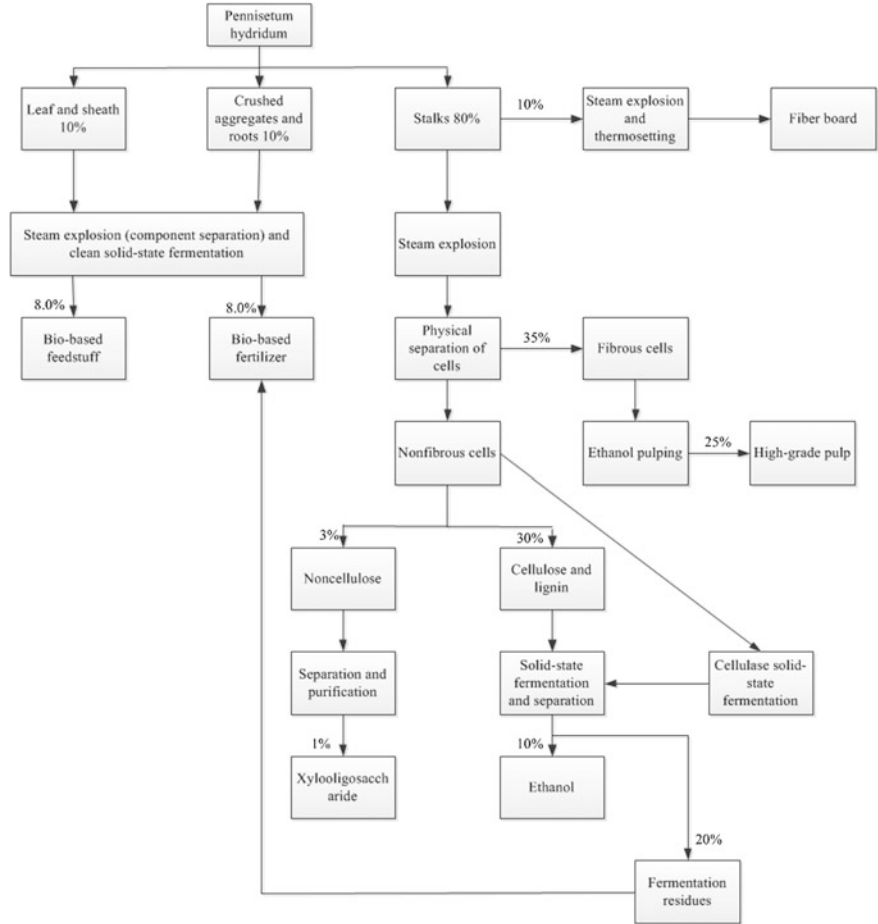 Pennisetum
hydridum
Leaf and sheath
10%
Crushed
aggregates and
roots 10%
Stalks 80%
10%
Steam explosion
and
thermosetting
Fiber board
Steam explosion (component separation) and
clean solid-state fermentation
Steam explosion
8.0%
8.0%
Bio-based
feedstuff
Bio-based
fertilizer
Physical
separation of
cells
35%
Fibrous cells
Nonfibrous cells
Ethanol pulping
25%
High-grade pulp
3%
30%
Noncellulose
Cellulose and
lignin
Separation and
purification
Solid-state
fermentation
and separation
Cellulase solid-
state
fermentation
1%
10%
Xylooligosacch
aride
Ethanol
20%
Fermentation
residues